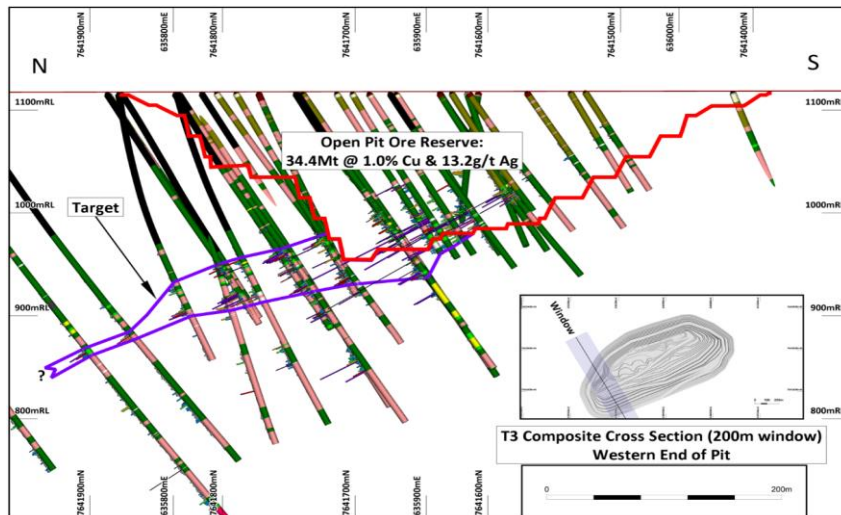 7641900mN
635800mE
7641800mN
7641700mN
635900mE
7641600mN
7641500mN
636000mE
7641400mN
N
S
1100mRL
1100mRL
Open Pit Ore Reserve:
34.4Mt @ 1.0% Cu & 13.2g/t Ag
Target
1000mRL
1000mRL
900mRL
900mRL
Window
?
800mRL
800mRL
T3 Composite Cross Section (200m window)
Western End of Pit
0
200m
7641900mN
635800mE
7641800mN
7641700mN
635900mE
7641600mN